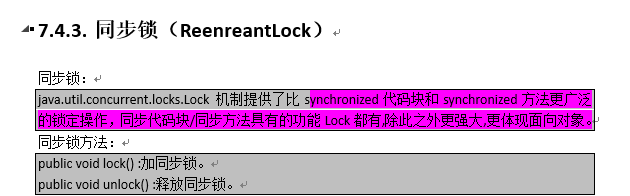 7.4.3. 同步锁（ReenreantLock）
同步锁：
java.util.concurrent.locks.Lock 机制提供了比 synchronized 代码块和 synchronized 方法更广泛
的锁定操作，同步代码块/同步方法具有的功能 Lock 都有,除此之外更强大,更体现面向对象。
同步锁方法：
public void lock() :加同步锁。
public void unlock() :释放同步锁。